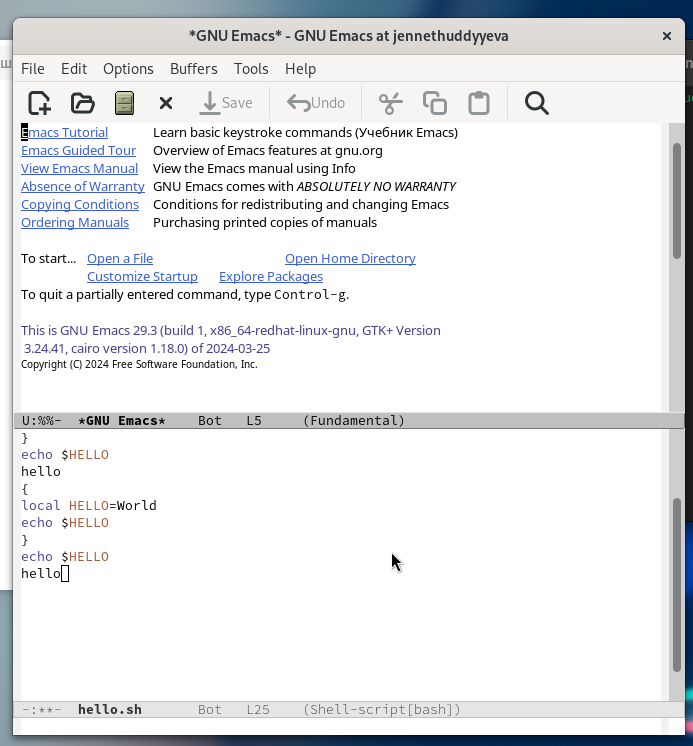 *GNU Emacs* - GNU Emacs at jennethuddyyeva
File Edit Options Buffers Tools Help
Save Undo
Emacs Tutorial Learn basic keystroke commands (Учебник Emacs)
Emacs Guided Tour Overview of Emacs features at gnu.org
View Emacs Manual View the Emacs manual using Info
Absence of Warranty GNU Emacs comes with ABSOLUTELY NO WARRANTY
Copying Conditions Conditions for redistributing and changing Emacs
Ordering Manuals Purchasing printed copies of manuals
To start... Open a File Open Home Directory
Customize Startup Explore Packages
To quit a partially entered command, type Control-g.
This is GNU Emacs 29.3 (build 1, x86_64-redhat-linux-gnu, GTK+ Version
3.24.41, cairo version 1.18.0) of 2024-03-25
Copyright (C) 2024 Free Software Foundation, Inc.
U:%%- *GNU Emacs* Bot L5 (Fundamental)
}
echo $HELLO
hello
{
local HELLO=World
echo $HELLO
}
echo $HELLO
hello
-:**- hello.sh Bot L25 (Shell-script[bash])